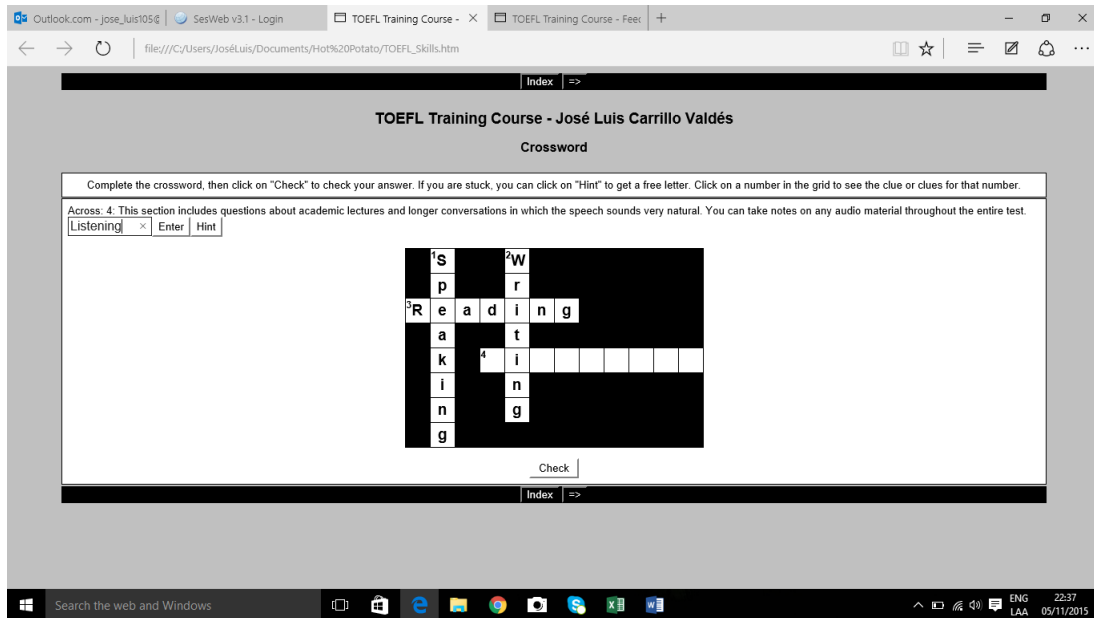 Outlook.com - jose_luis105@ SesWeb v3.1 - Login TOEFL Training Course - TOEFL Training Course - Feec
file:///C:/Users/JoséLuis/Documents/Hot%20Potato/TOEFL_Skills.htm
Index =>
TOEFL Training Course - José Luis Carrillo Valdés
Crossword
Complete the crossword, then click on "Check" to check your answer. If you are stuck, you can click on "Hint" to get a free letter. Click on a number in the grid to see the clue or clues for that number.
Across: 4: This section includes questions about academic lectures and longer conversations in which the speech sounds very natural. You can take notes on any audio material throughout the entire test.
Listening × Enter Hint
1 S 2 W
p r
3 R e a d i n g
a t
k 4 i
i n
n g
g
Check
Index =>
Search the web and Windows
ENG 22:37
LAA 05/11/2015